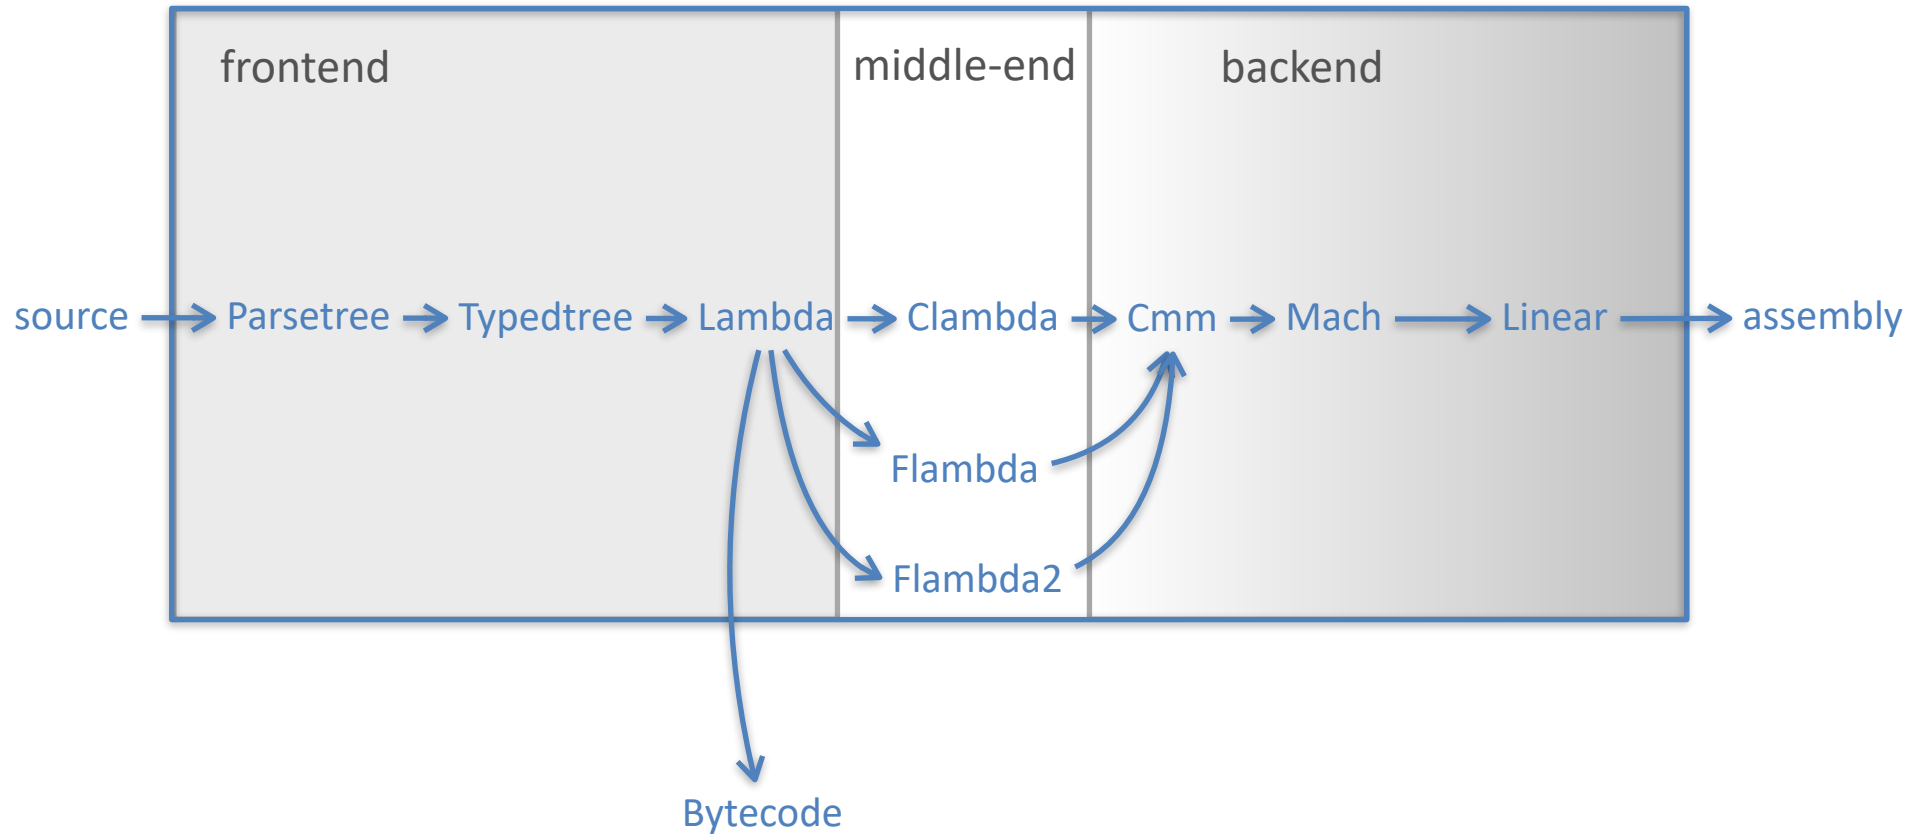 frontend
middle-end
backend
source
Parsetree
Typedtree
Lambda
Clambda
Cmm
Mach
Linear
assembly
Flambda
Flambda2
Bytecode